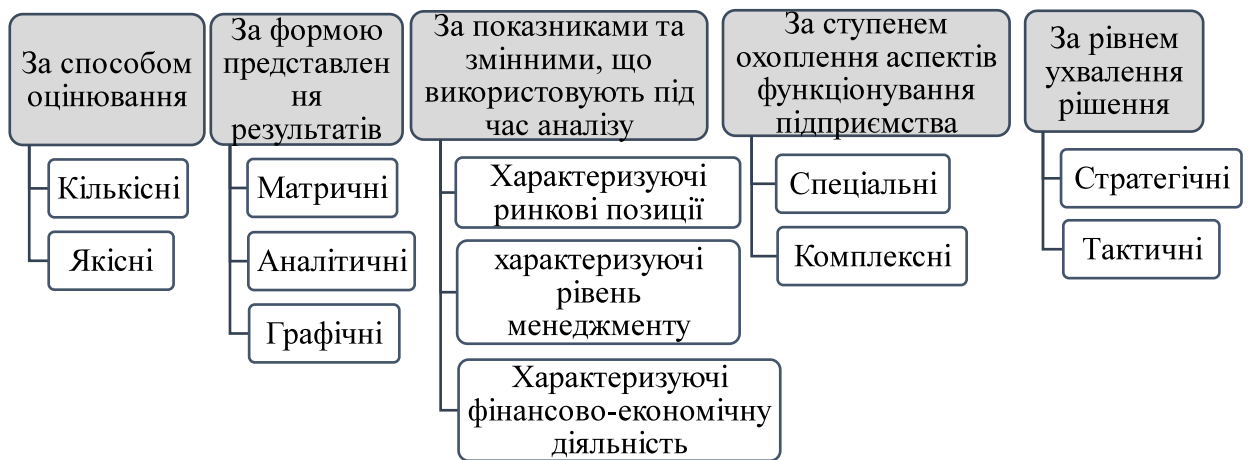 За способом
оцінювання
Кількісні
Якісні
За формою
представлен
ня
результатів
Матричні
Аналітичні
Графічні
За показниками та
змінними, що
використовують під
час аналізу
Характеризуючі
ринкові позиції
характеризуючі
рівень
менеджменту
Характеризуючі
фінансово-економічну
діяльність
За ступенем
охоплення аспектів
функціонування
підприємства
Спеціальні
Комплексні
За рівнем
ухвалення
рішення
Стратегічні
Тактичні